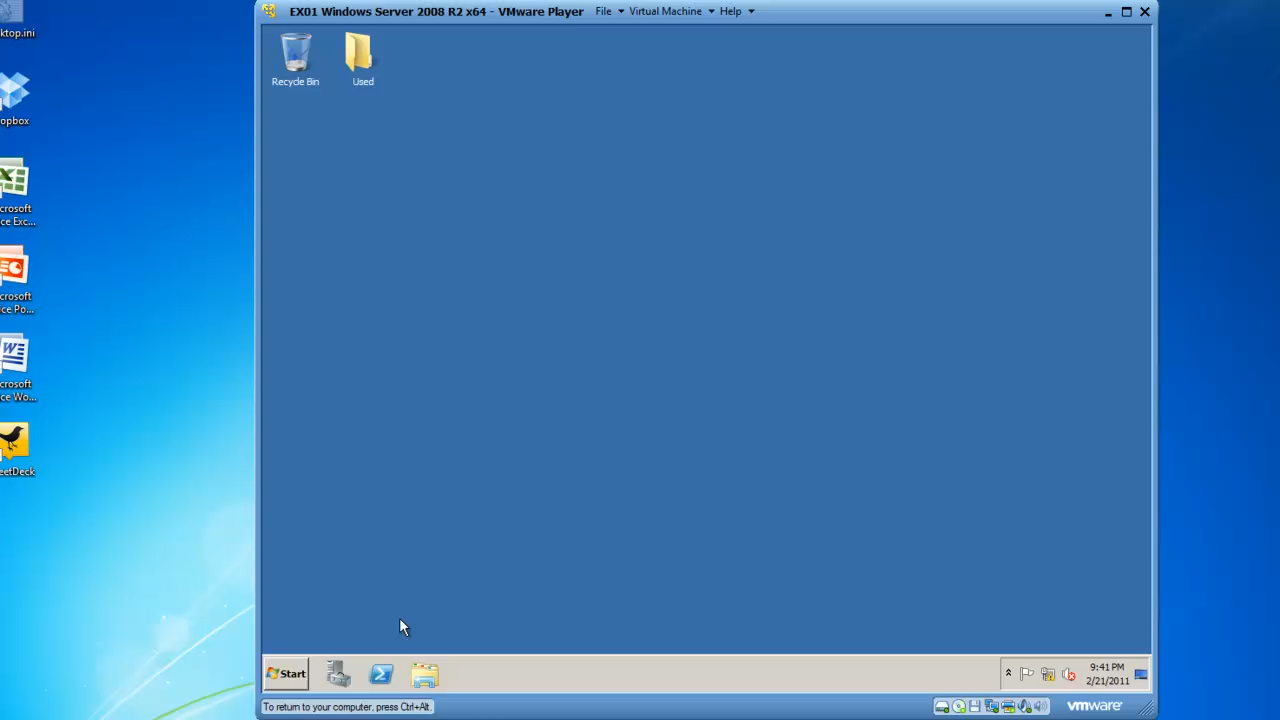 EX01 Windows Server 2008 R2 x64 - VMware Player File Virtual Machine Help
ktop.ini
opbox
crosoft
ce Exc...
crosoft
ce Po...
crosoft
ce Wo...
eetDeck
Recycle Bin
Used
Start
9:41 PM
2/21/2011
To return to your computer, press Ctrl+Alt.
vmware